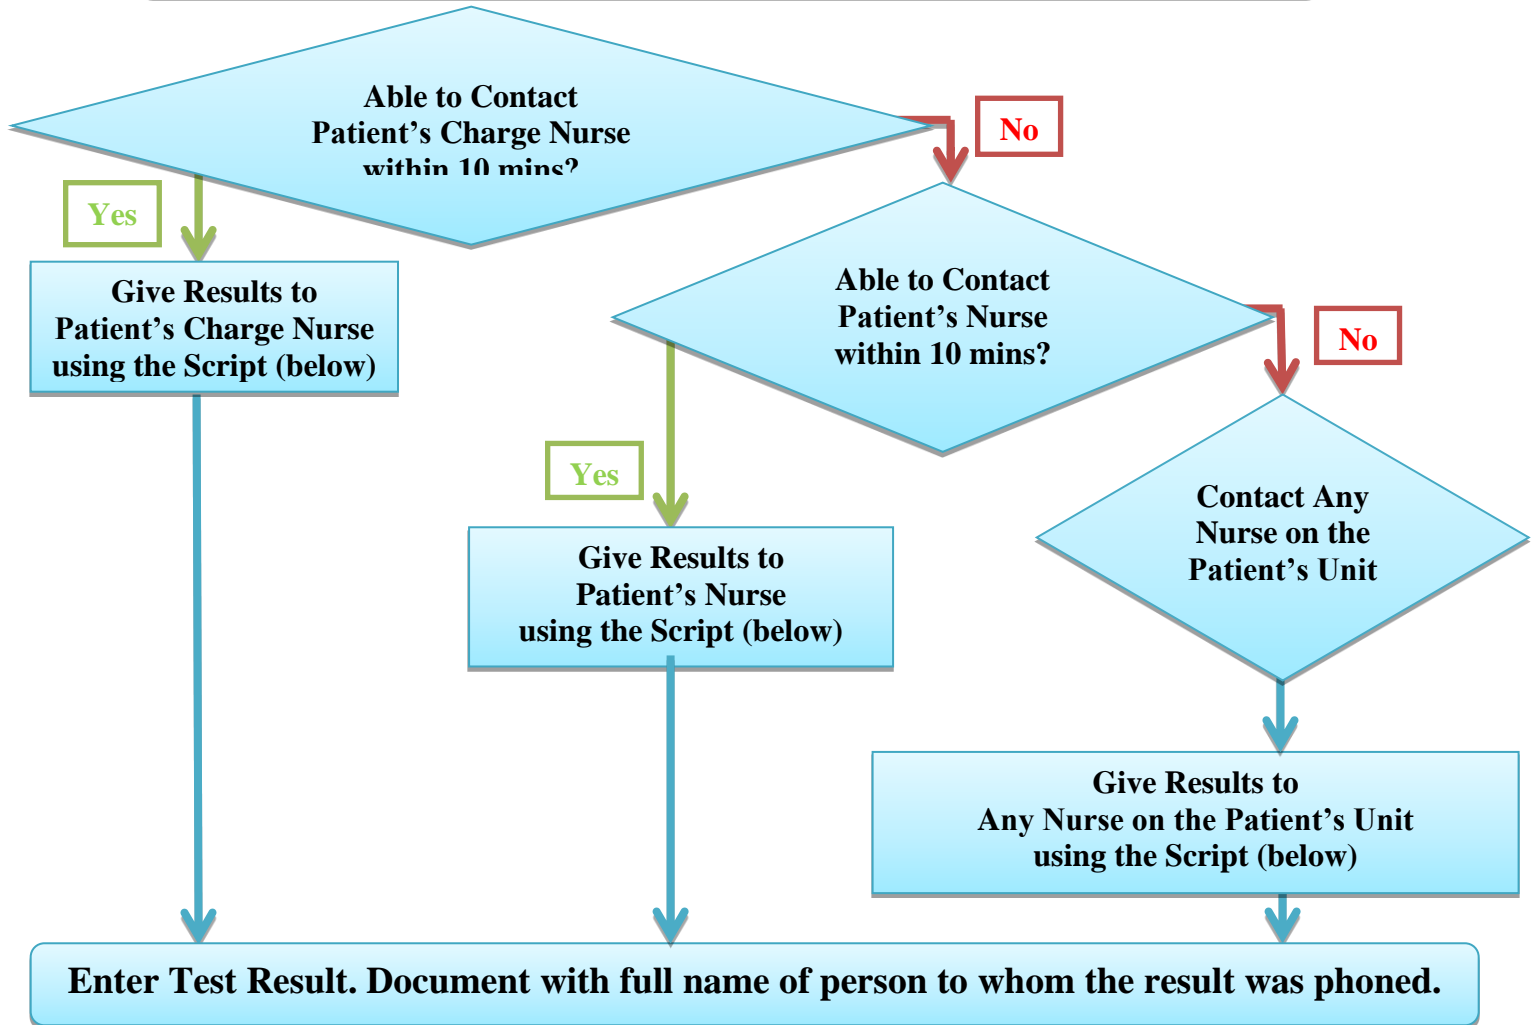 Able to Contact
Patient's Charge Nurse
within 10 mins?
No
Yes
Give Results to
Patient's Charge Nurse
using the Script (below)
Able to Contact
Patient's Nurse
within 10 mins?
No
Yes
Give Results to
Patient's Nurse
using the Script (below)
Contact Any
Nurse on the
Patient's Unit
Give Results to
Any Nurse on the Patient's Unit
using the Script (below)
Enter Test Result. Document with full name of person to whom the result was phoned.